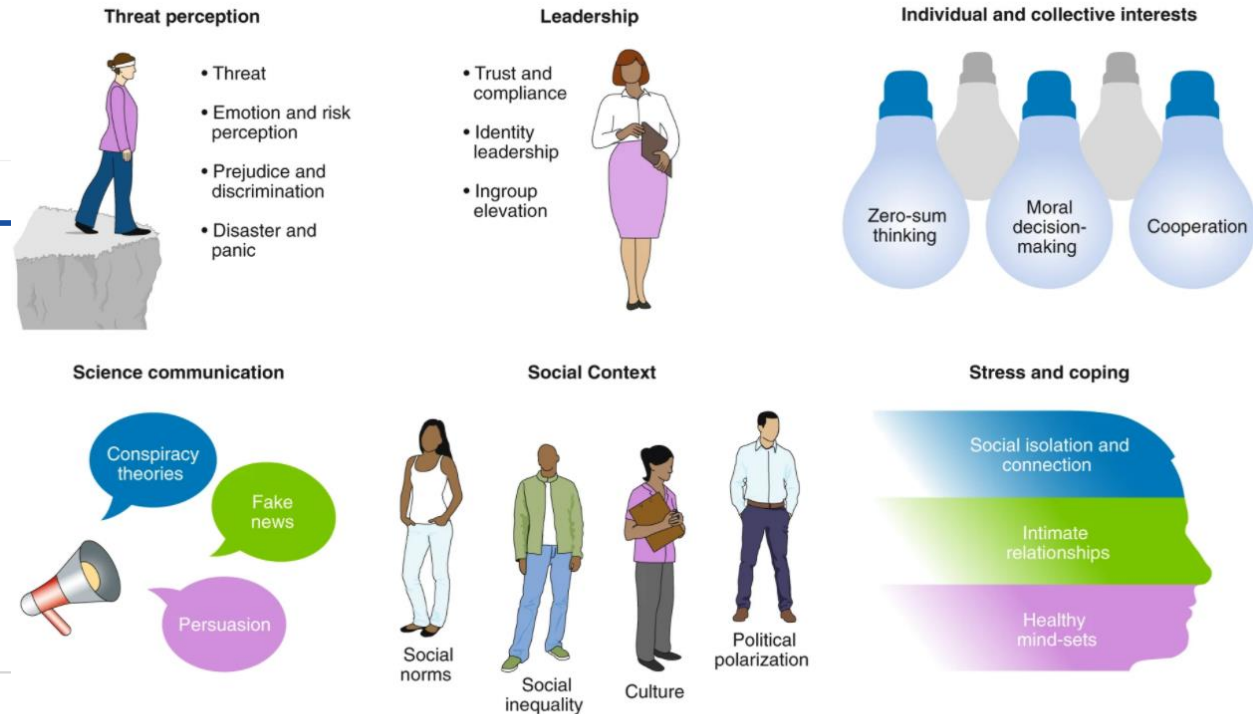 Threat perception
• Threat
• Emotion and risk
perception
• Prejudice and
discrimination
• Disaster and
panic
Leadership
• Trust and
compliance
• Identity
leadership
• Ingroup
elevation
Individual and collective interests
Zero-sum
thinking
Moral
decision-
making
Cooperation
Science communication
Conspiracy
theories
Fake
news
Persuasion
Social Context
Social
norms
Social
inequality
Culture
Political
polarization
Stress and coping
Social isolation and
connection
Intimate
relationships
Healthy
mind-sets